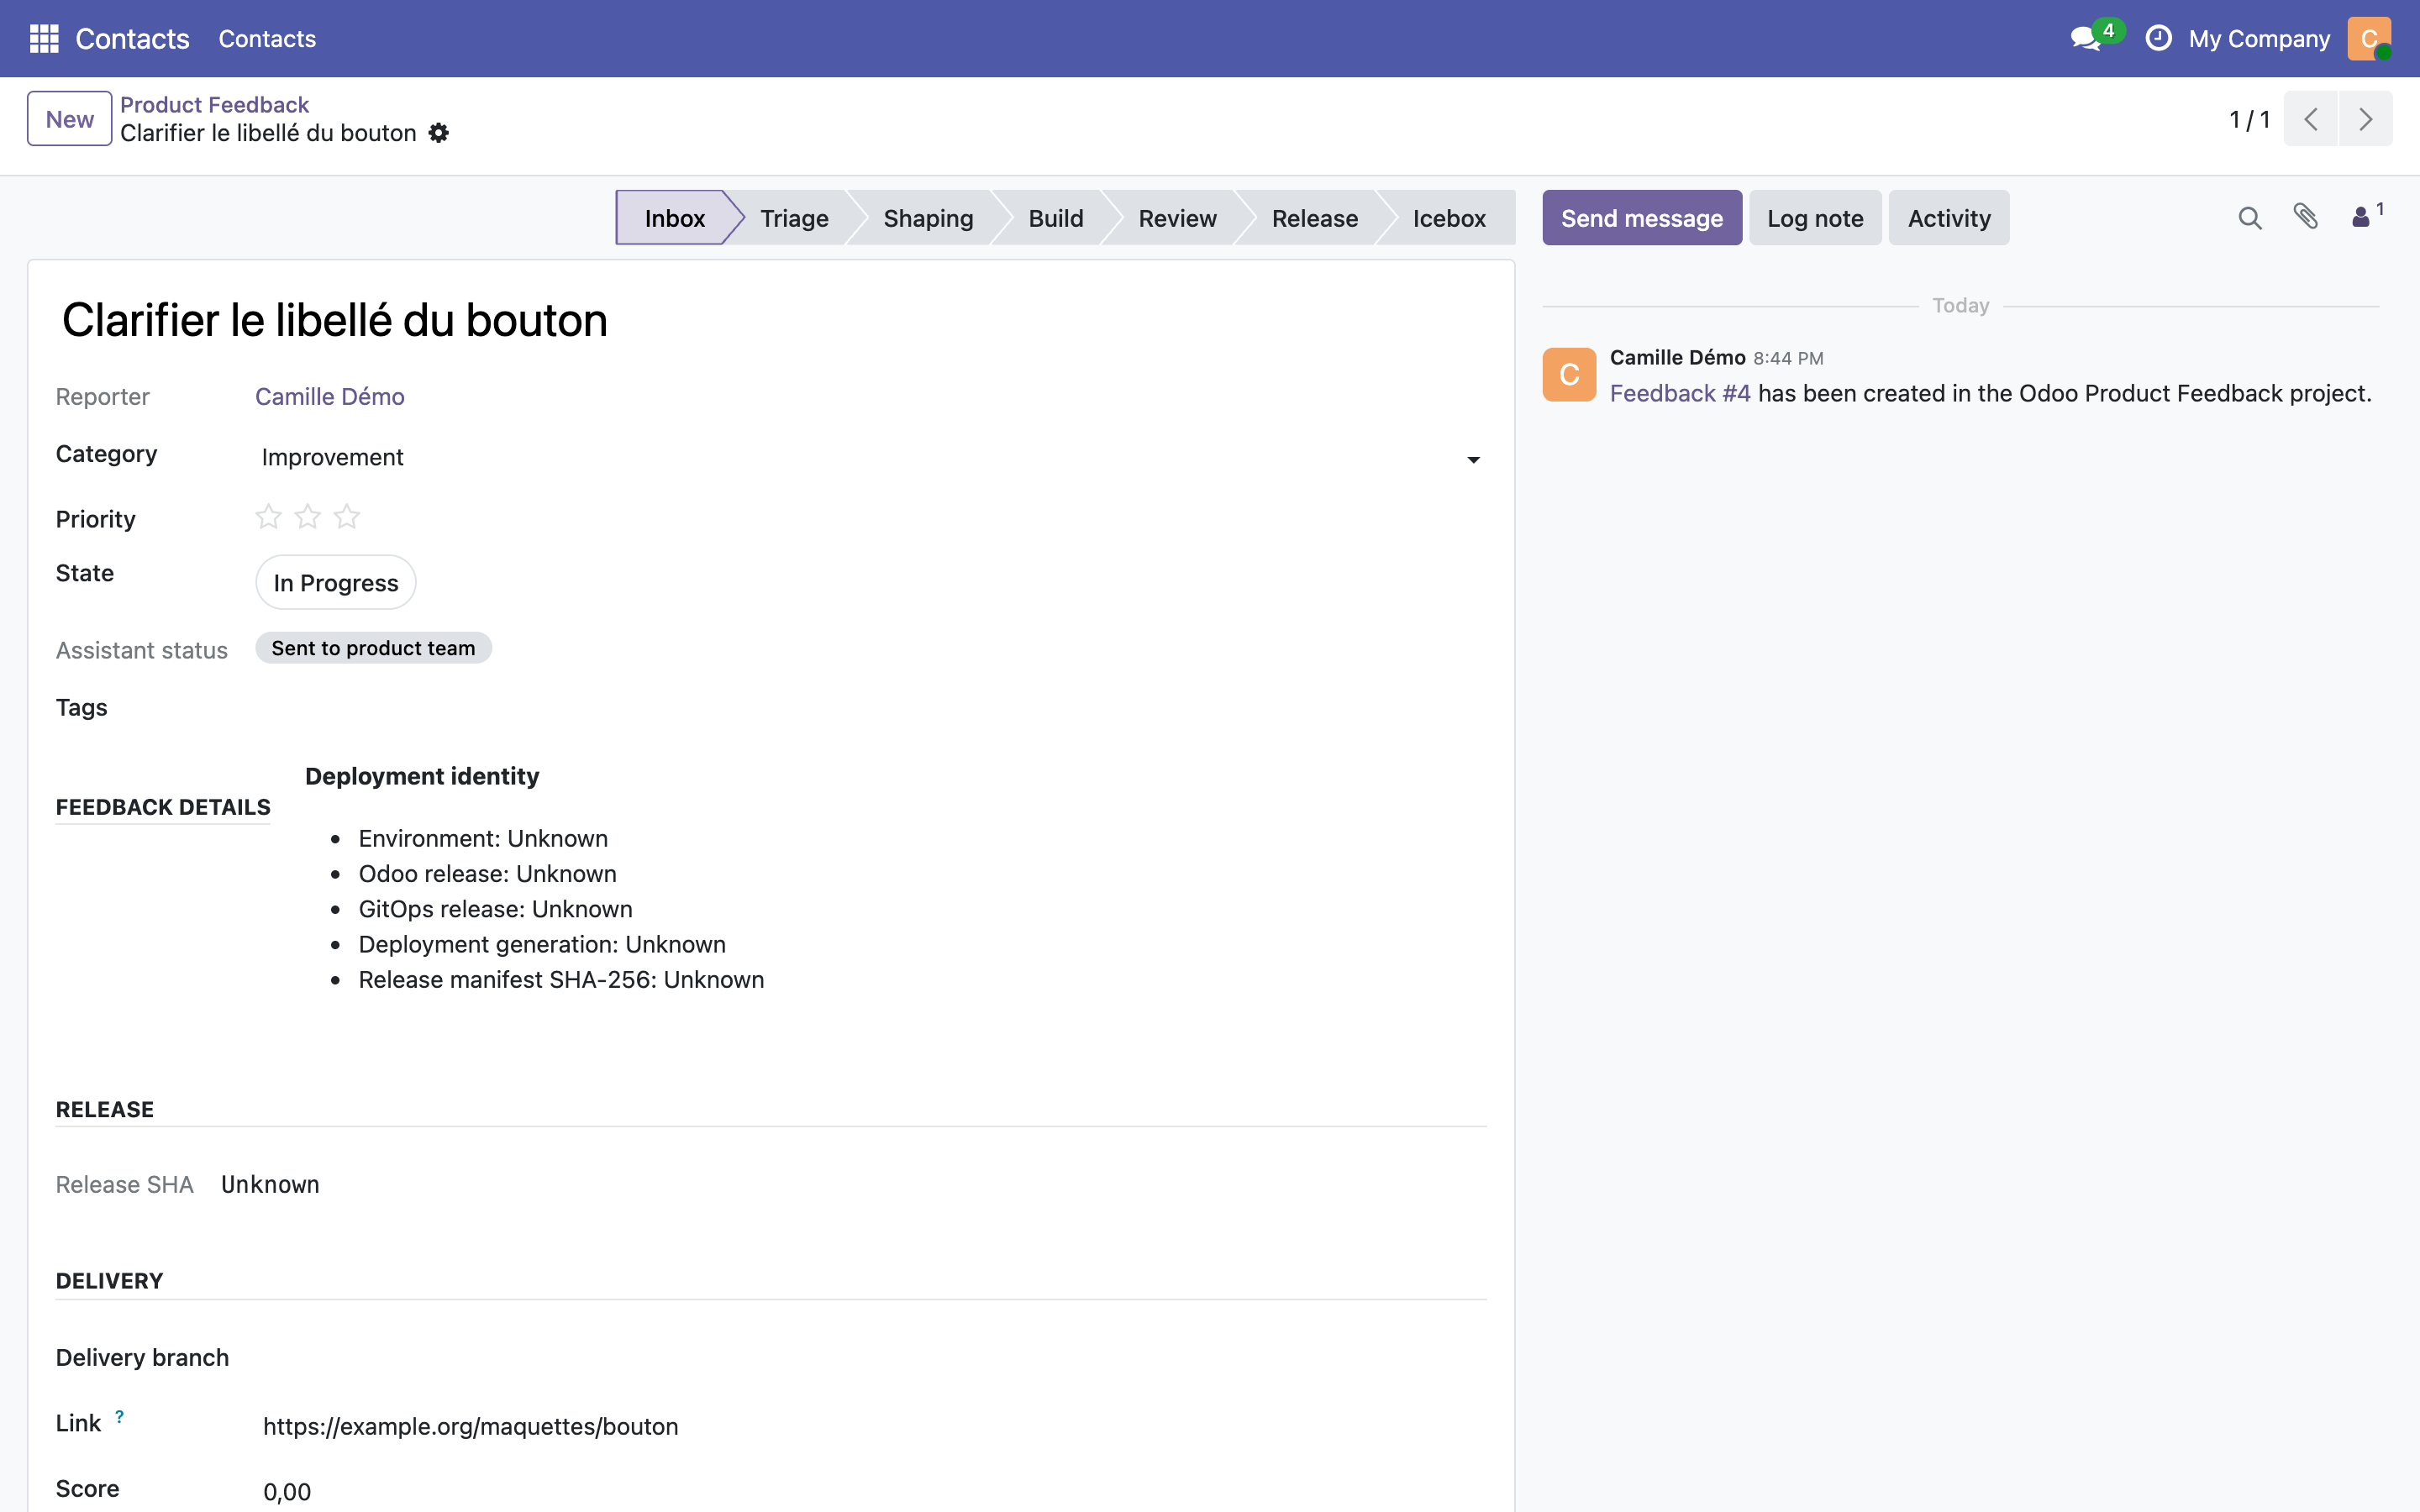 Contacts Contacts 4 My Company C
New Product Feedback
Clarifier le libellé du bouton
1 / 1
Inbox Triage Shaping Build Review Release Icebox
Send message Log note Activity 1
Clarifier le libellé du bouton
Reporter Camille Démo
Category Improvement
Priority
State In Progress
Assistant status Sent to product team
Tags
FEEDBACK DETAILS
Deployment identity
• Environment: Unknown
• Odoo release: Unknown
• GitOps release: Unknown
• Deployment generation: Unknown
• Release manifest SHA-256: Unknown
RELEASE
Release SHA Unknown
DELIVERY
Delivery branch
Link ? https://example.org/maquettes/bouton
Score 0,00
Today
C Camille Démo 8:44 PM
Feedback #4 has been created in the Odoo Product Feedback project.